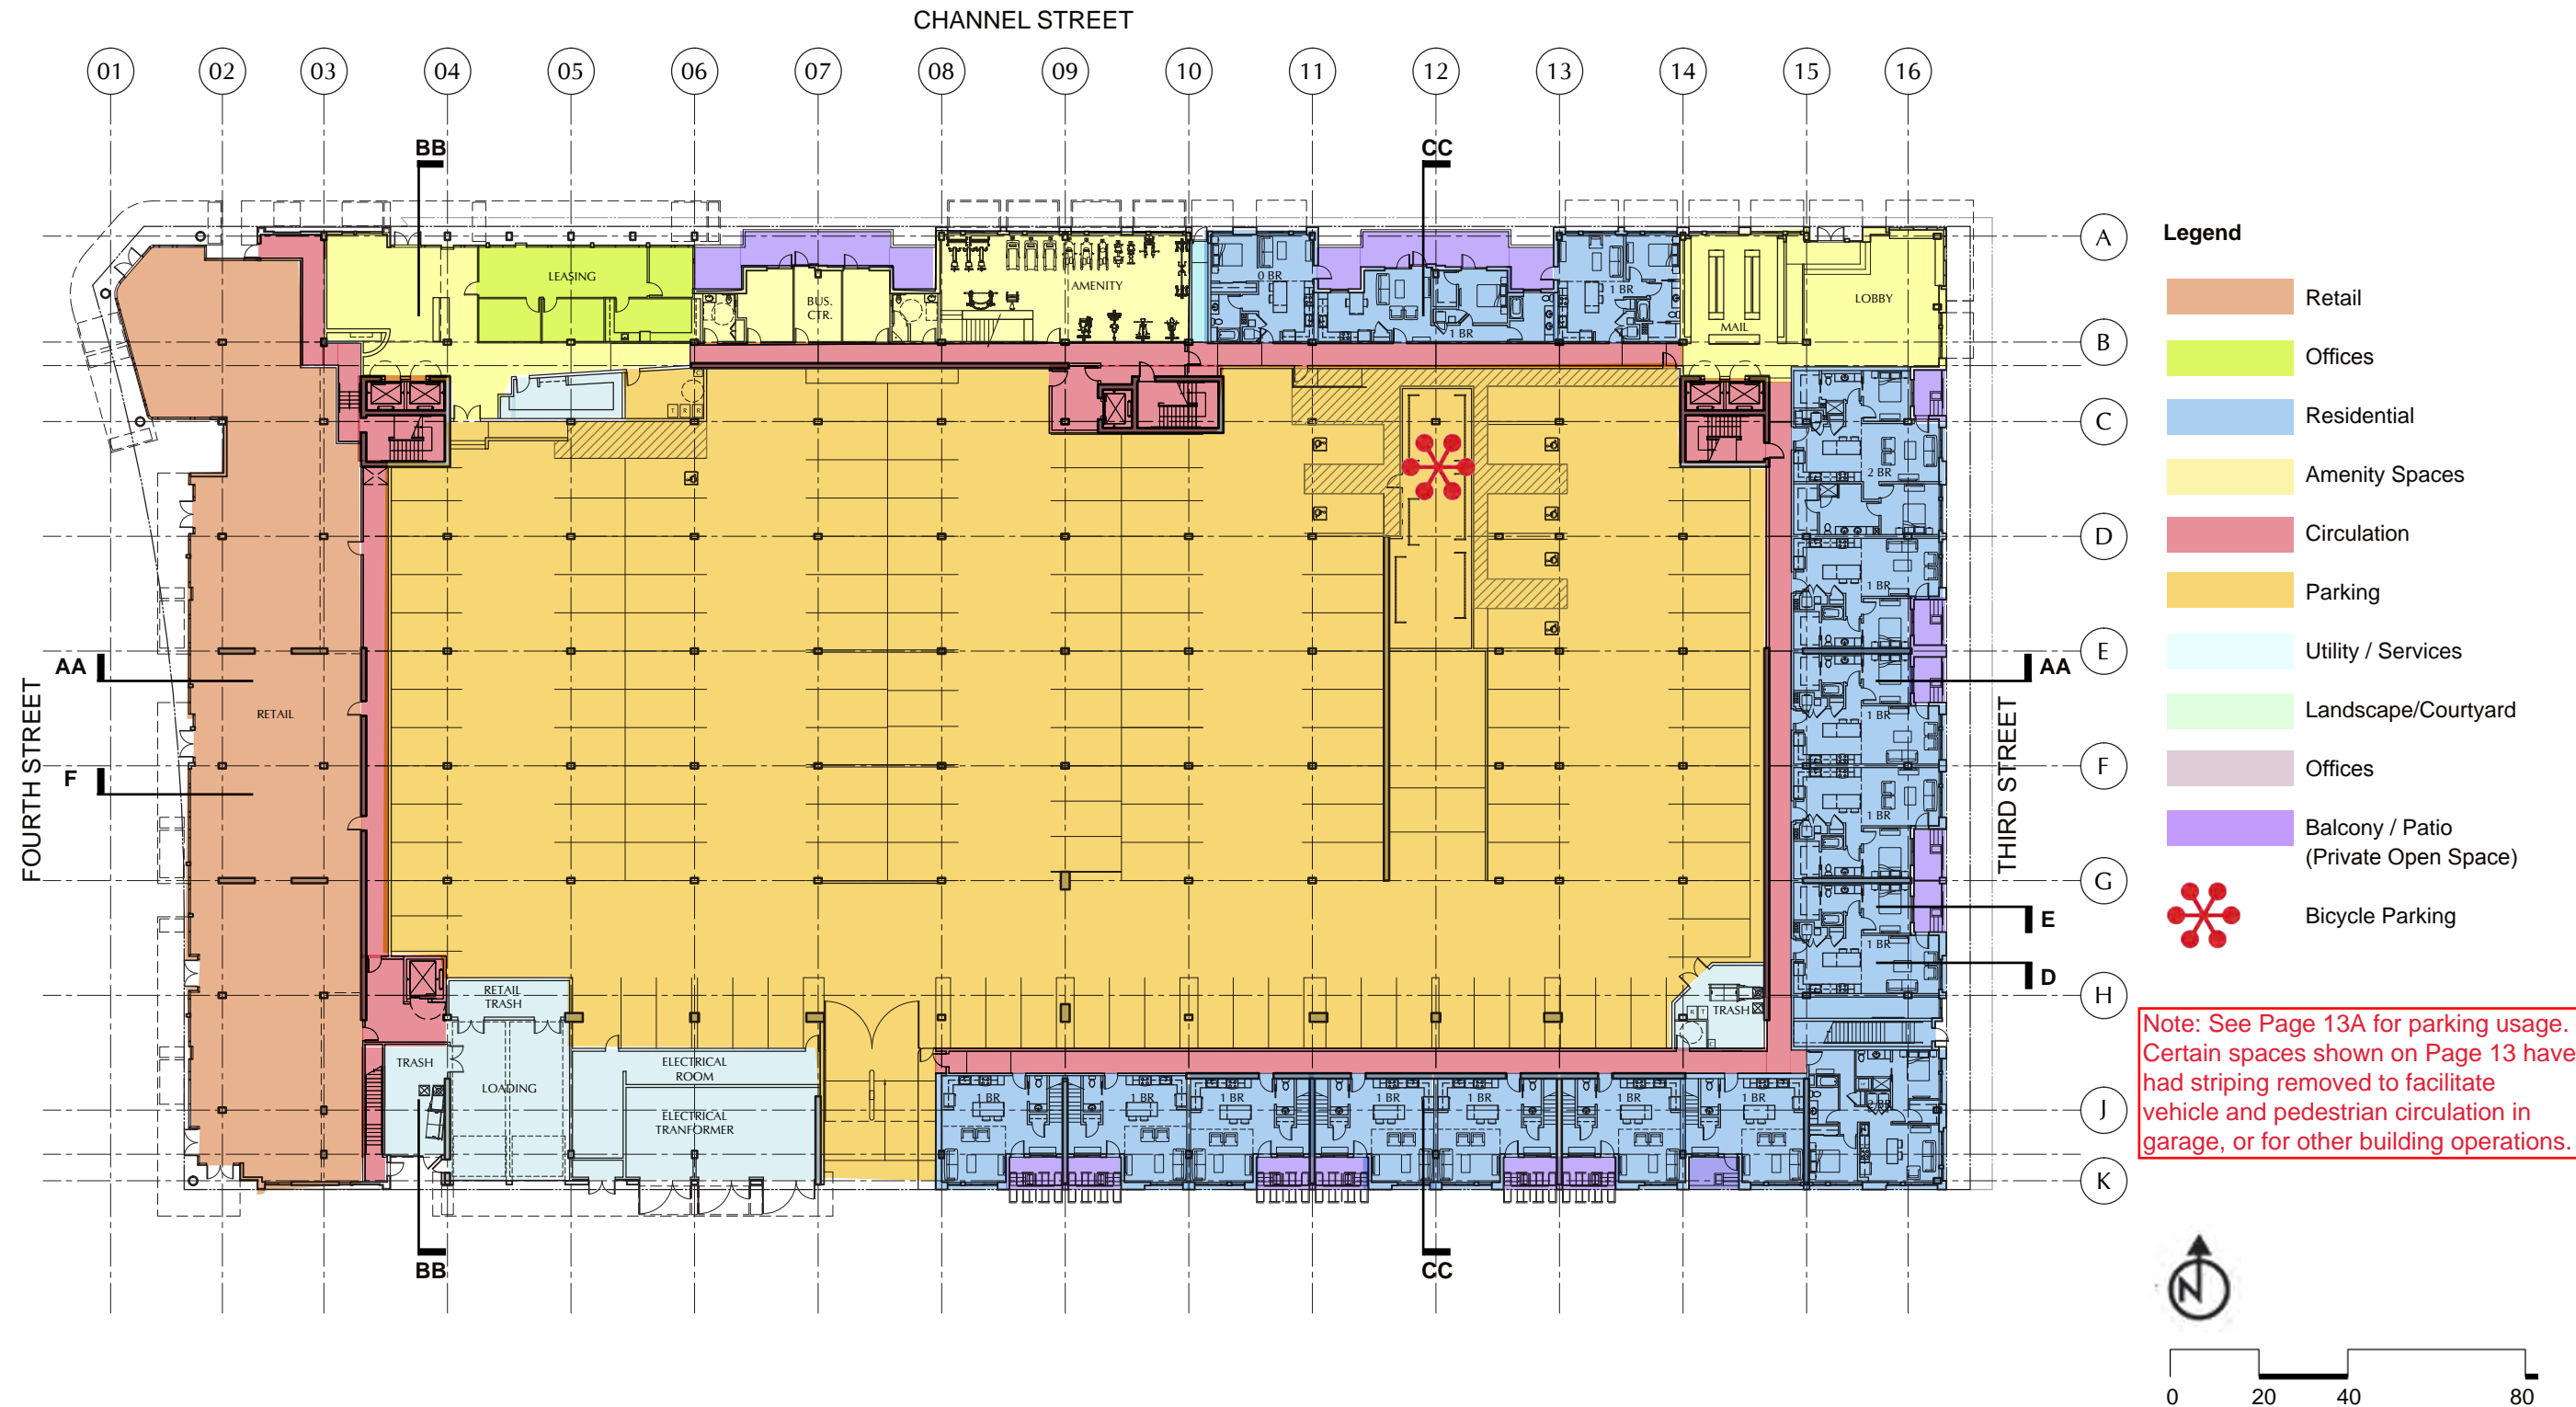 CHANNEL STREET
01 02 03 04 05 06 07 08 09 10 11 12 13 14 15 16
BB CC
A
LEASING
BUS.
CTR.
AMENITY
0 BR
1 BR
1 BR
MAIL
LOBBY
B
T R R
C
2 BR
D
1 BR
E
AA AA
FOURTH STREET
RETAIL
1 BR
THIRD STREET
F F
1 BR
G
E
1 BR
D
RETAIL
TRASH
H
R T
TRASH
C
TRASH
LOADING
ELECTRICAL
ROOM
ELECTRICAL
TRANFORMER
1 BR 1 BR 1 BR 1 BR 1 BR 1 BR 1 BR
2 BR
J
K
BB CC
Legend
Retail
Offices
Residential
Amenity Spaces
Circulation
Parking
Utility / Services
Landscape/Courtyard
Offices
Balcony / Patio
(Private Open Space)
Bicycle Parking
Note: See Page 13A for parking usage.
Certain spaces shown on Page 13 have
had striping removed to facilitate
vehicle and pedestrian circulation in
garage, or for other building operations.
N
0 20 40 80